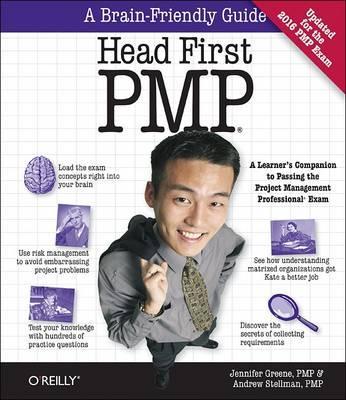 A Brain-Friendly Guide
Updated
for the
2016 PMP Exam
Head First
PMP®
Load the exam
concepts right into
your brain
A Learner's Companion
to Passing the
Project Management
Professional® Exam
Use risk management
to avoid embarrassing
project problems
See how understanding
matrixed organizations got
Kate a better job
Test your knowledge
with hundreds of
practice questions
Discover the
secrets of collecting
requirements
O'REILLY®
Jennifer Greene, PMP &
Andrew Stellman, PMP